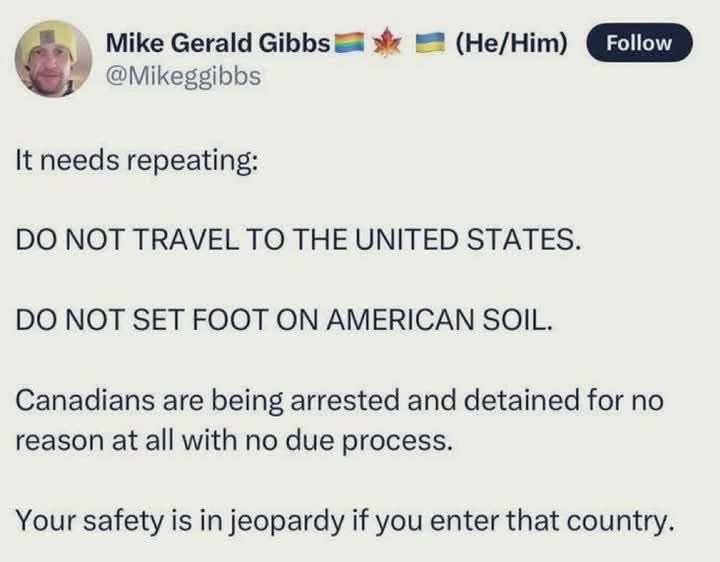 Mike Gerald Gibbs🏳️‍🌈 🍁 🇺🇦 (He/Him) Follow
@Mikeggibbs
It needs repeating:
DO NOT TRAVEL TO THE UNITED STATES.
DO NOT SET FOOT ON AMERICAN SOIL.
Canadians are being arrested and detained for no
reason at all with no due process.
Your safety is in jeopardy if you enter that country.